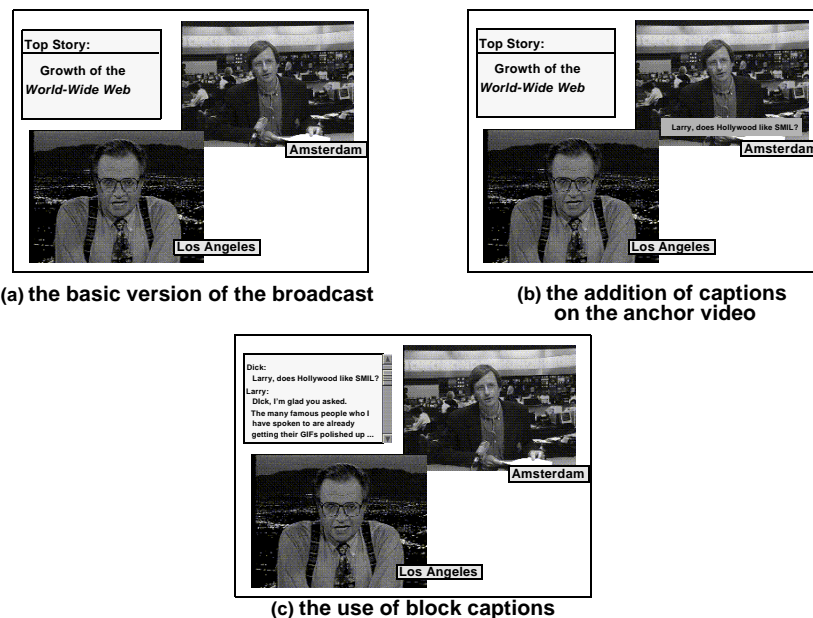 Top Story:
Growth of the
World-Wide Web
Amsterdam
Los Angeles
(a) the basic version of the broadcast
Top Story:
Growth of the
World-Wide Web
Larry, does Hollywood like SMIL?
Amsterdam
Los Angeles
(b) the addition of captions
on the anchor video
Dick:
Larry, does Hollywood like SMIL?
Larry:
DIck, I'm glad you asked.
The many famous people who I
have spoken to are already
getting their GIFs polished up ...
Amsterdam
Los Angeles
(c) the use of block captions